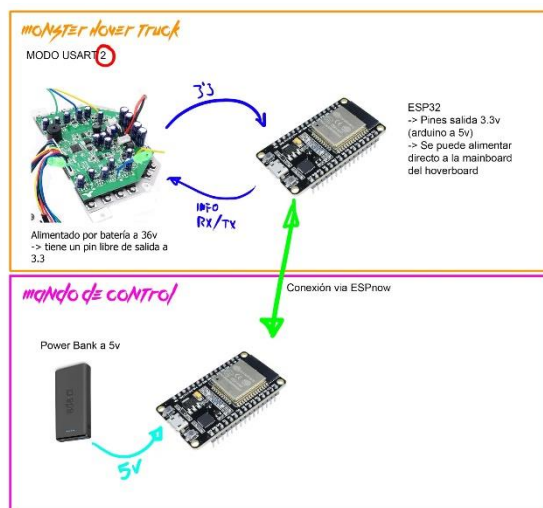 MONSTER HOVER TRUCK
MODO USART 2
3'3
ESP32
-> Pines salida 3.3v
(arduino a 5v)
-> Se puede alimentar
directo a la mainboard
del hoverboard
INFO
RX/TX
Alimentado por batería a 36v
-> tiene un pin libre de salida a
3.3
MANDO DE CONTROL
Conexión via ESPnow
Power Bank a 5v
5V